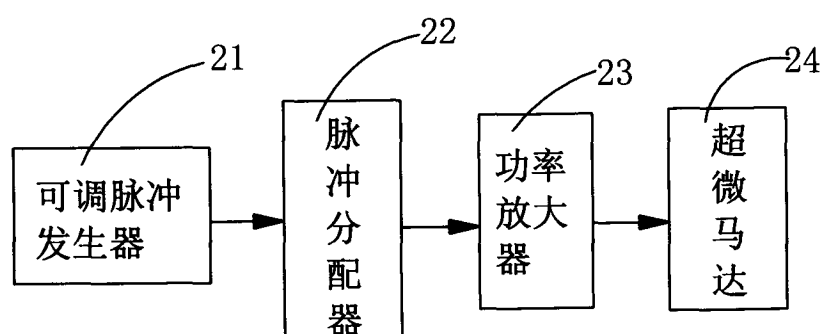 21
22
23
24
可调脉冲
发生器
脉
冲
分
配
器
功率
放大
器
超
微
马
达